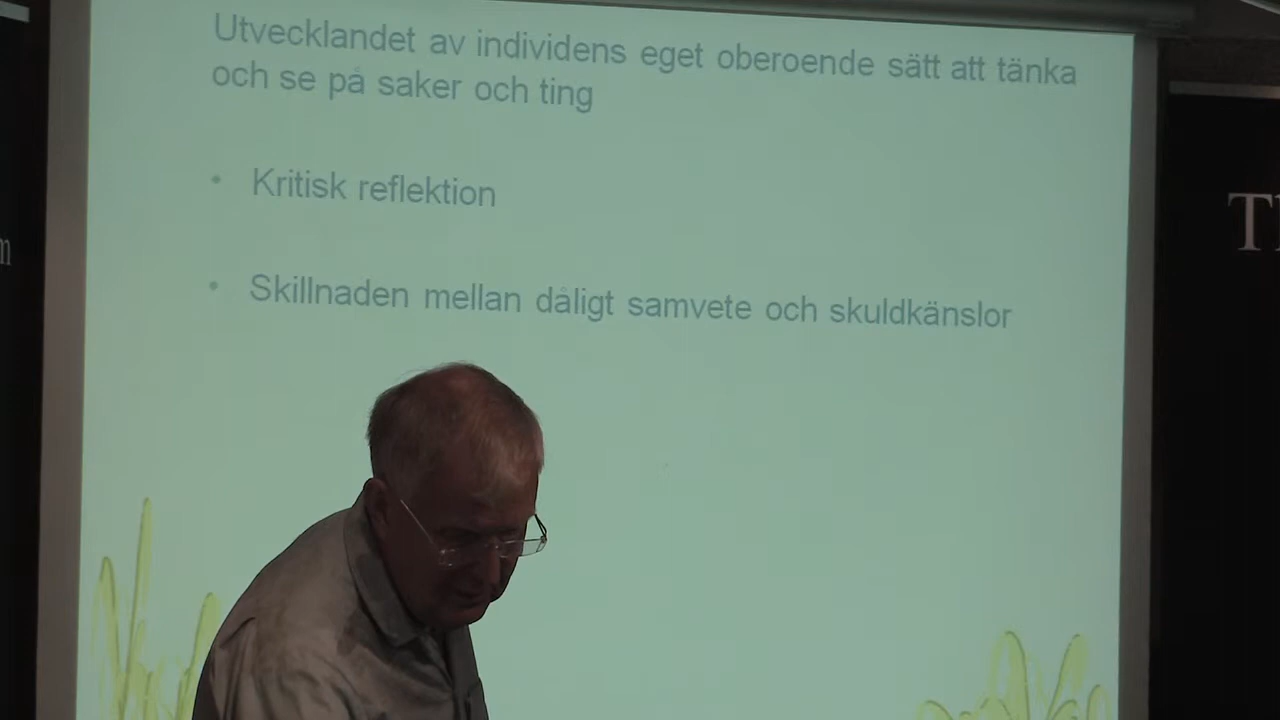 Utvecklandet av individens eget oberoende sätt att tänka
och se på saker och ting
• Kritisk reflektion
• Skillnaden mellan dåligt samvete och skuldkänslor
m
T